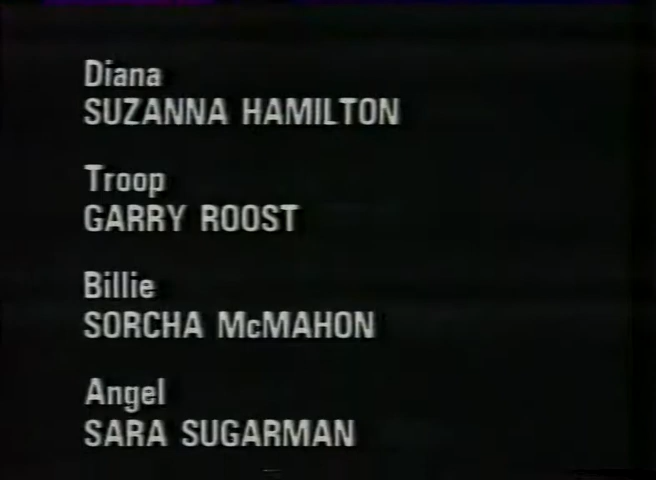 Diana
SUZANNA HAMILTON
Troop
GARRY ROOST
Billie
SORCHA McMAHON
Angel
SARA SUGARMAN